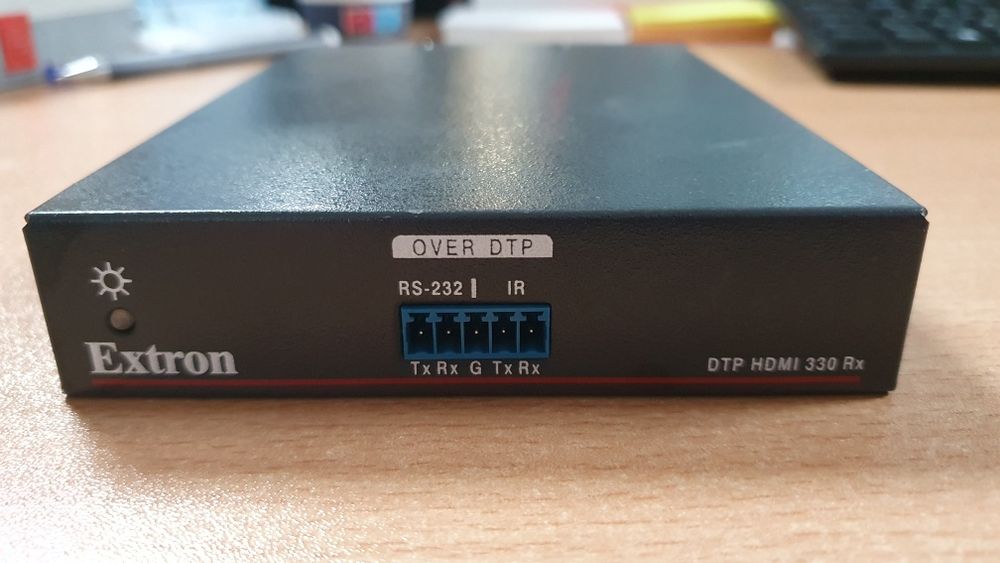 OVER DTP
RS-232 | IR
Tx Rx G Tx Rx
Extron
DTP HDMI 330 Rx